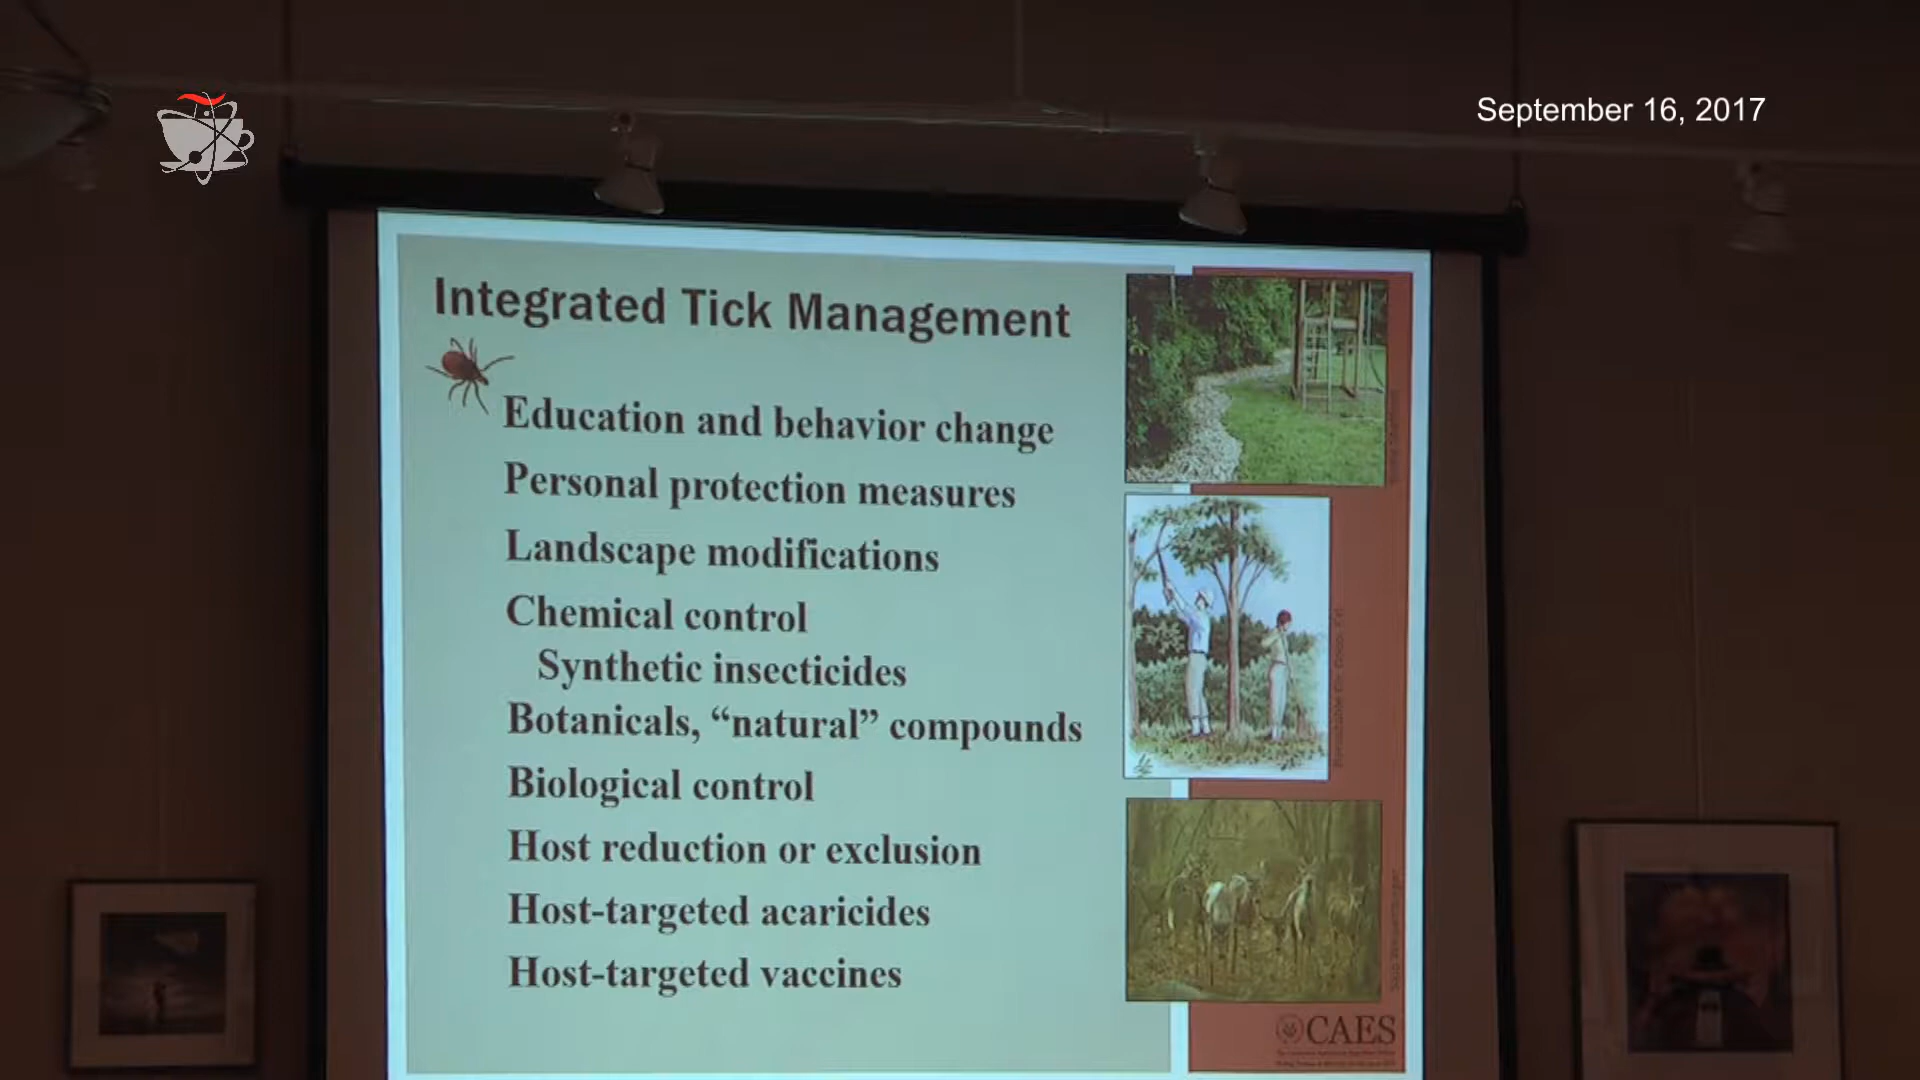 September 16, 2017
Integrated Tick Management
Education and behavior change
Personal protection measures
Landscape modifications
Chemical control
Synthetic insecticides
Botanicals, “natural” compounds
Biological control
Host reduction or exclusion
Host-targeted acaricides
Host-targeted vaccines
CAES